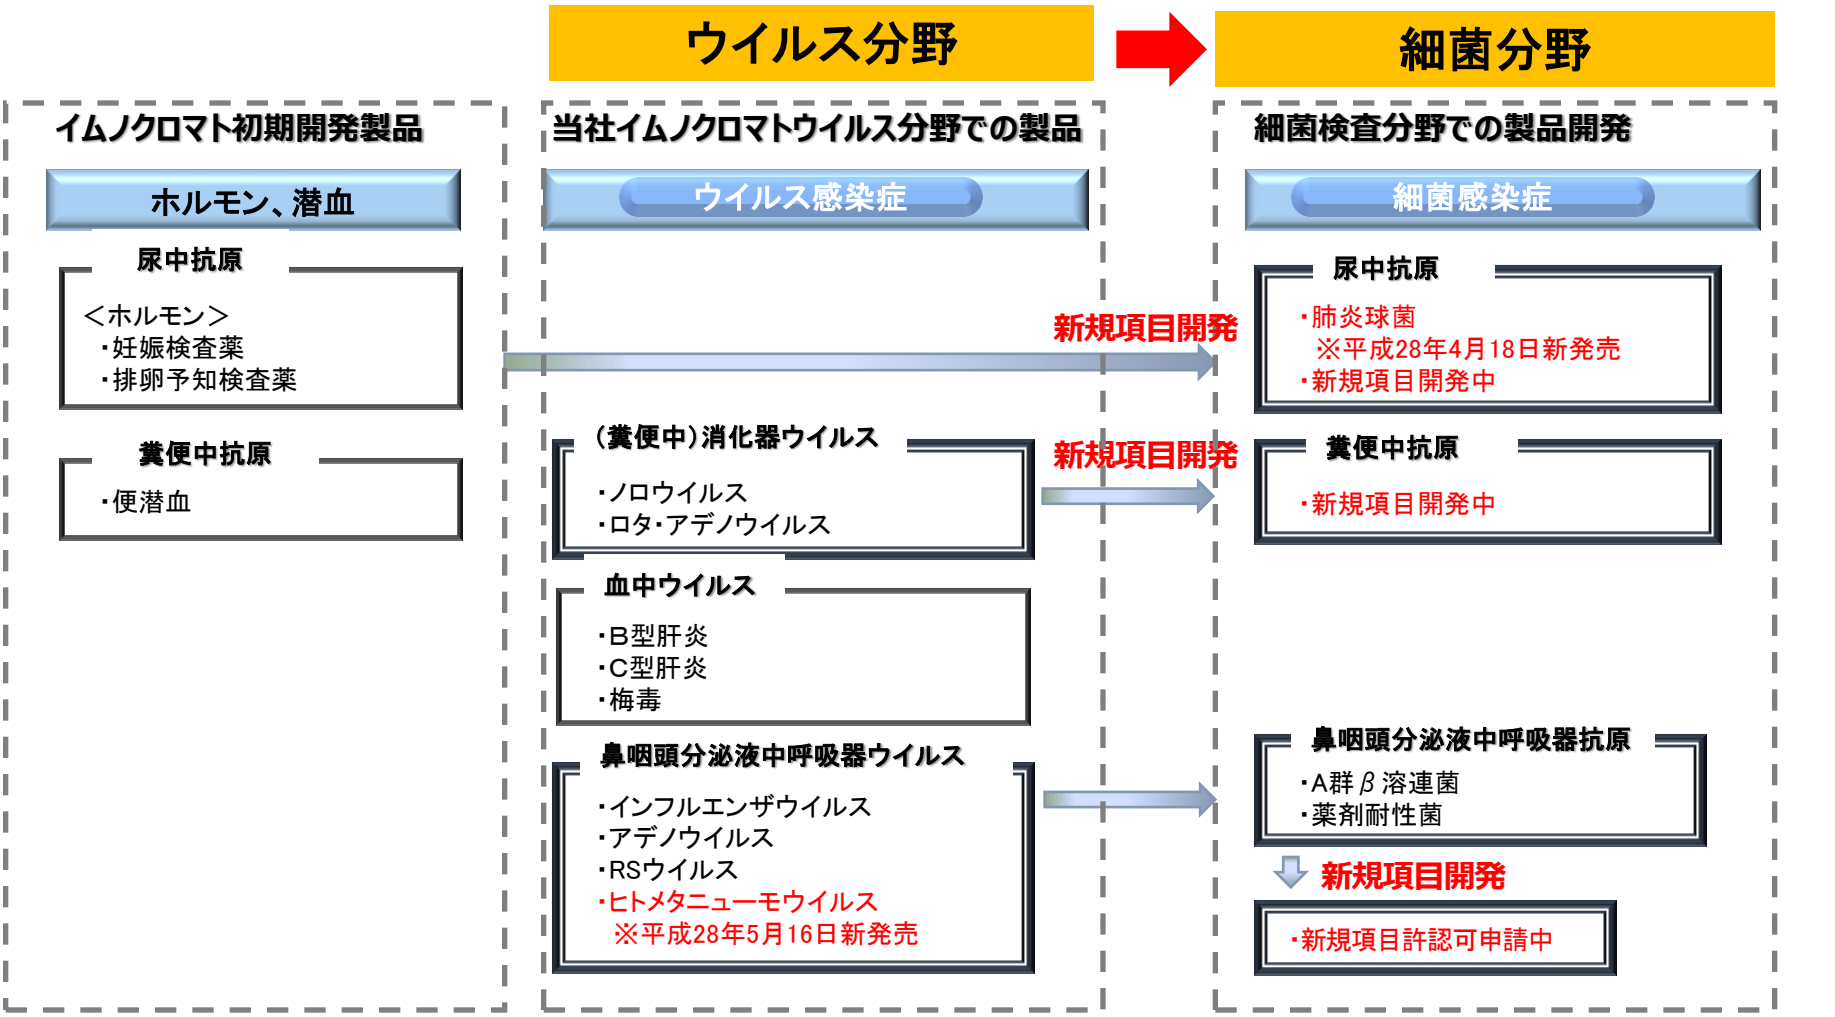 ウイルス分野
細菌分野
イムノクロマト初期開発製品
ホルモン、潜血
尿中抗原
＜ホルモン＞
・妊娠検査薬
・排卵予知検査薬
糞便中抗原
・便潜血
当社イムノクロマトウイルス分野での製品
ウイルス感染症
新規項目開発
（糞便中）消化器ウイルス
・ノロウイルス
・ロタ・アデノウイルス
新規項目開発
血中ウイルス
・B型肝炎
・C型肝炎
・梅毒
鼻咽頭分泌液中呼吸器ウイルス
・インフルエンザウイルス
・アデノウイルス
・RSウイルス
・ヒトメタニューモウイルス
※平成28年5月16日新発売
細菌検査分野での製品開発
細菌感染症
尿中抗原
・肺炎球菌
※平成28年4月18日新発売
・新規項目開発中
糞便中抗原
・新規項目開発中
鼻咽頭分泌液中呼吸器抗原
・A群β溶連菌
・薬剤耐性菌
新規項目開発
・新規項目許認可申請中